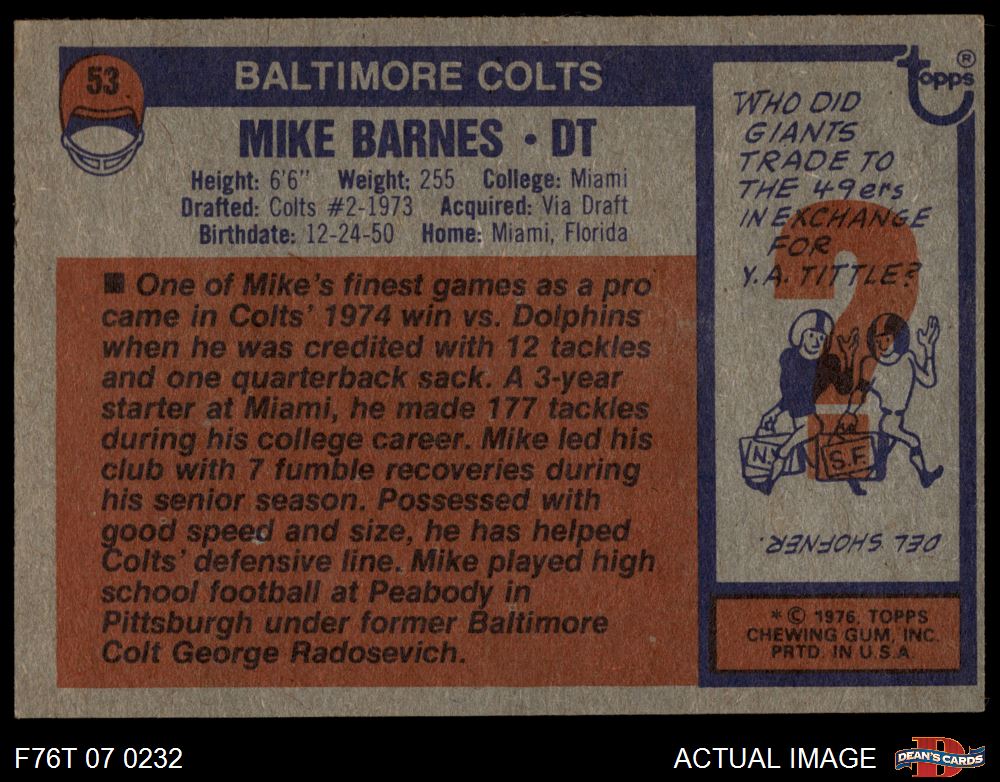 53
BALTIMORE COLTS
MIKE BARNES • DT
Height: 6'6" Weight: 255 College: Miami
Drafted: Colts #2-1973 Acquired: Via Draft
Birthdate: 12-24-50 Home: Miami, Florida
■ One of Mike's finest games as a pro
came in Colts' 1974 win vs. Dolphins
when he was credited with 12 tackles
and one quarterback sack. A 3-year
starter at Miami, he made 177 tackles
during his college career. Mike led his
club with 7 fumble recoveries during
his senior season. Possessed with
good speed and size, he has helped
Colts' defensive line. Mike played high
school football at Peabody in
Pittsburgh under former Baltimore
Colt George Radosevich.
topps®
WHO DID
GIANTS
TRADE TO
THE 49ers
IN EXCHANGE
FOR
Y.A. TITTLE?
?
N.Y.
S.F.
DEL SHOFNER.
* © 1976, TOPPS
CHEWING GUM, INC.
PRTD. IN U.S.A.
F76T 07 0232
ACTUAL IMAGE
D
DEAN'S CARDS